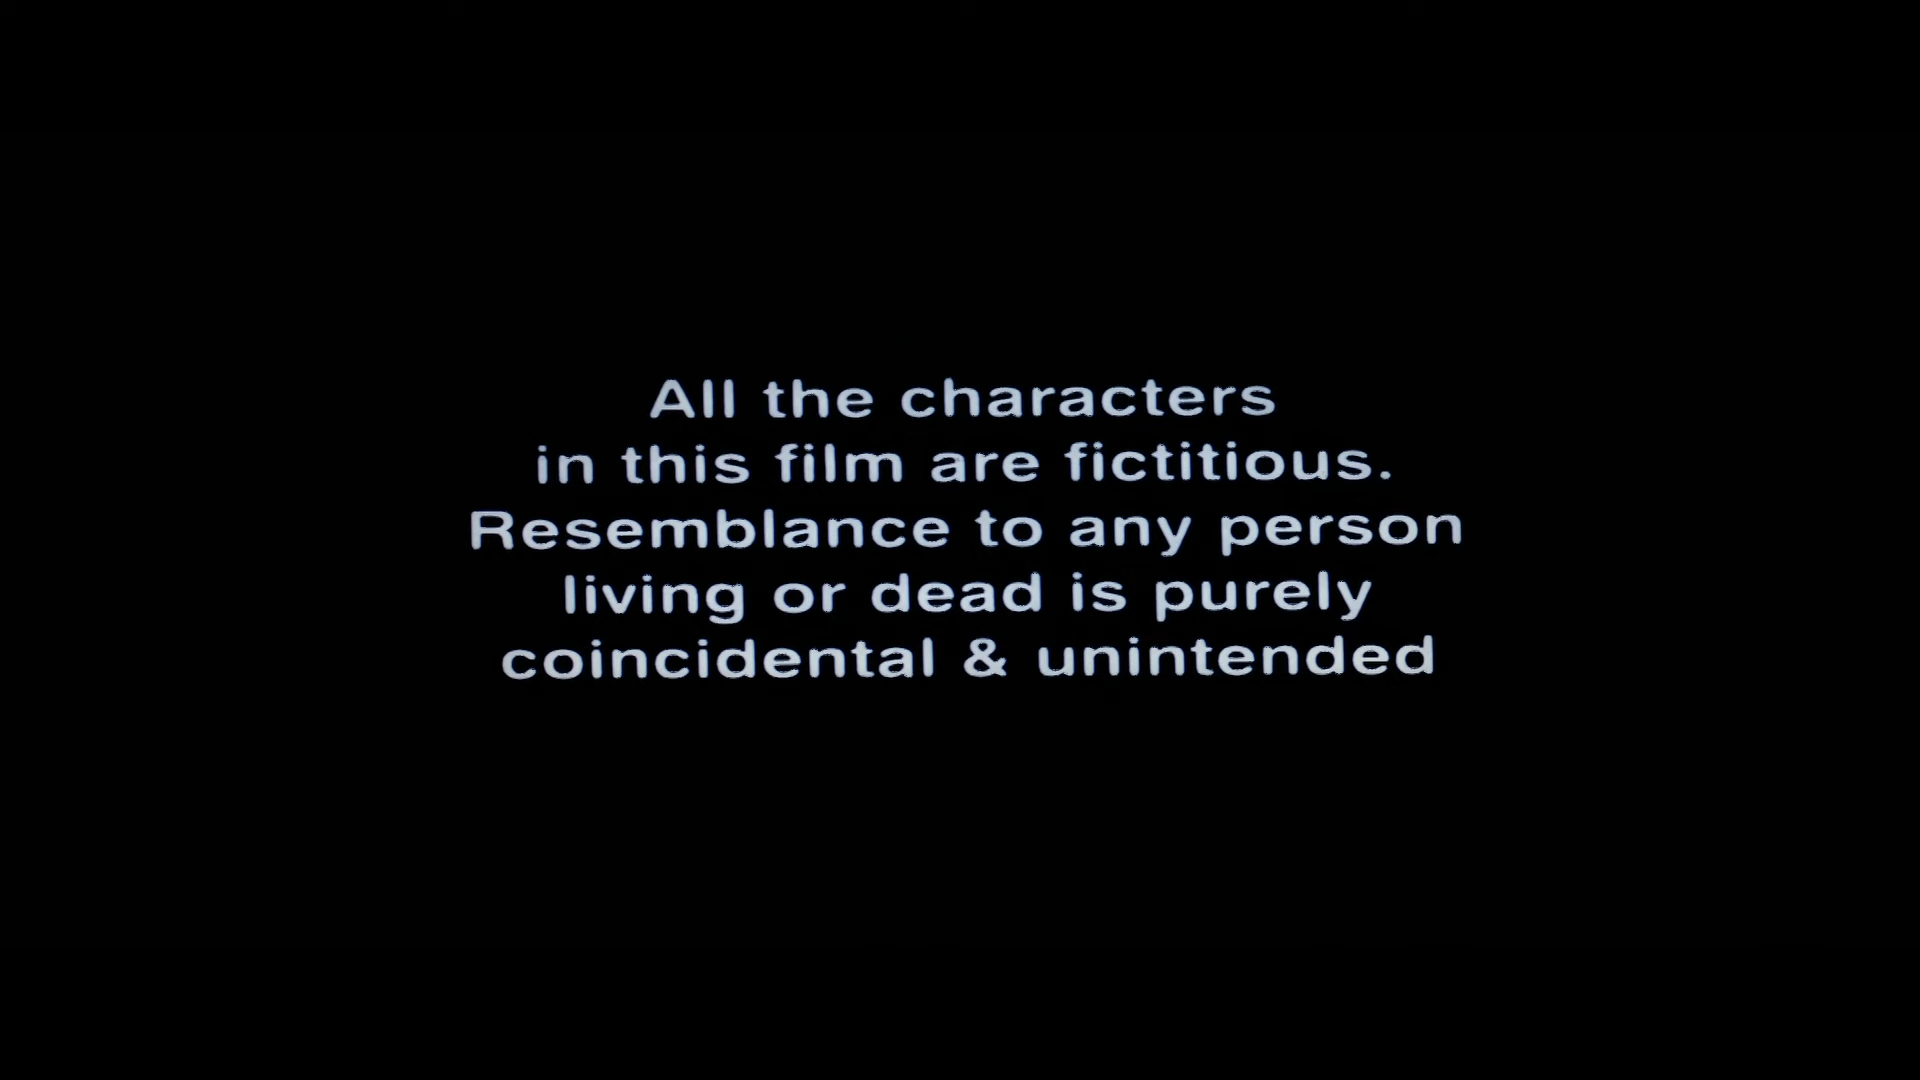 All the characters
in this film are fictitious.
Resemblance to any person
living or dead is purely
coincidental & unintended